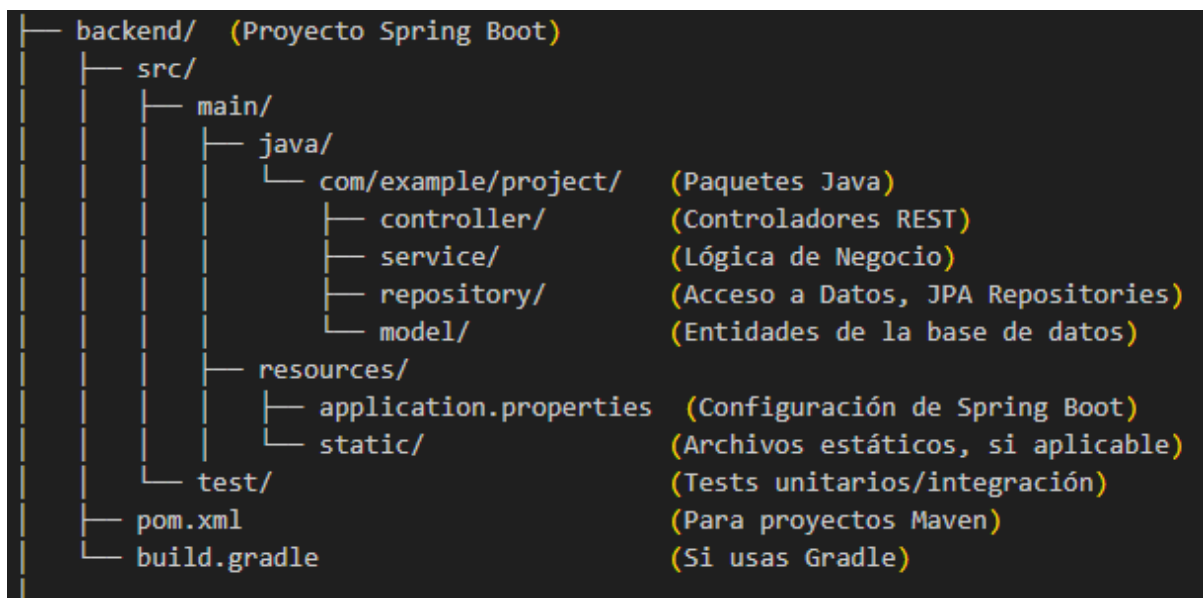 ├── backend/  (Proyecto Spring Boot)
│   ├── src/
│   │   ├── main/
│   │   │   ├── java/
│   │   │   │   └── com/example/project/   (Paquetes Java)
│   │   │   │       ├── controller/        (Controladores REST)
│   │   │   │       ├── service/           (Lógica de Negocio)
│   │   │   │       ├── repository/        (Acceso a Datos, JPA Repositories)
│   │   │   │       └── model/             (Entidades de la base de datos)
│   │   │   ├── resources/
│   │   │   │   ├── application.properties  (Configuración de Spring Boot)
│   │   │   │   └── static/                (Archivos estáticos, si aplicable)
│   │   └── test/                          (Tests unitarios/integración)
│   ├── pom.xml                            (Para proyectos Maven)
│   └── build.gradle                       (Si usas Gradle)